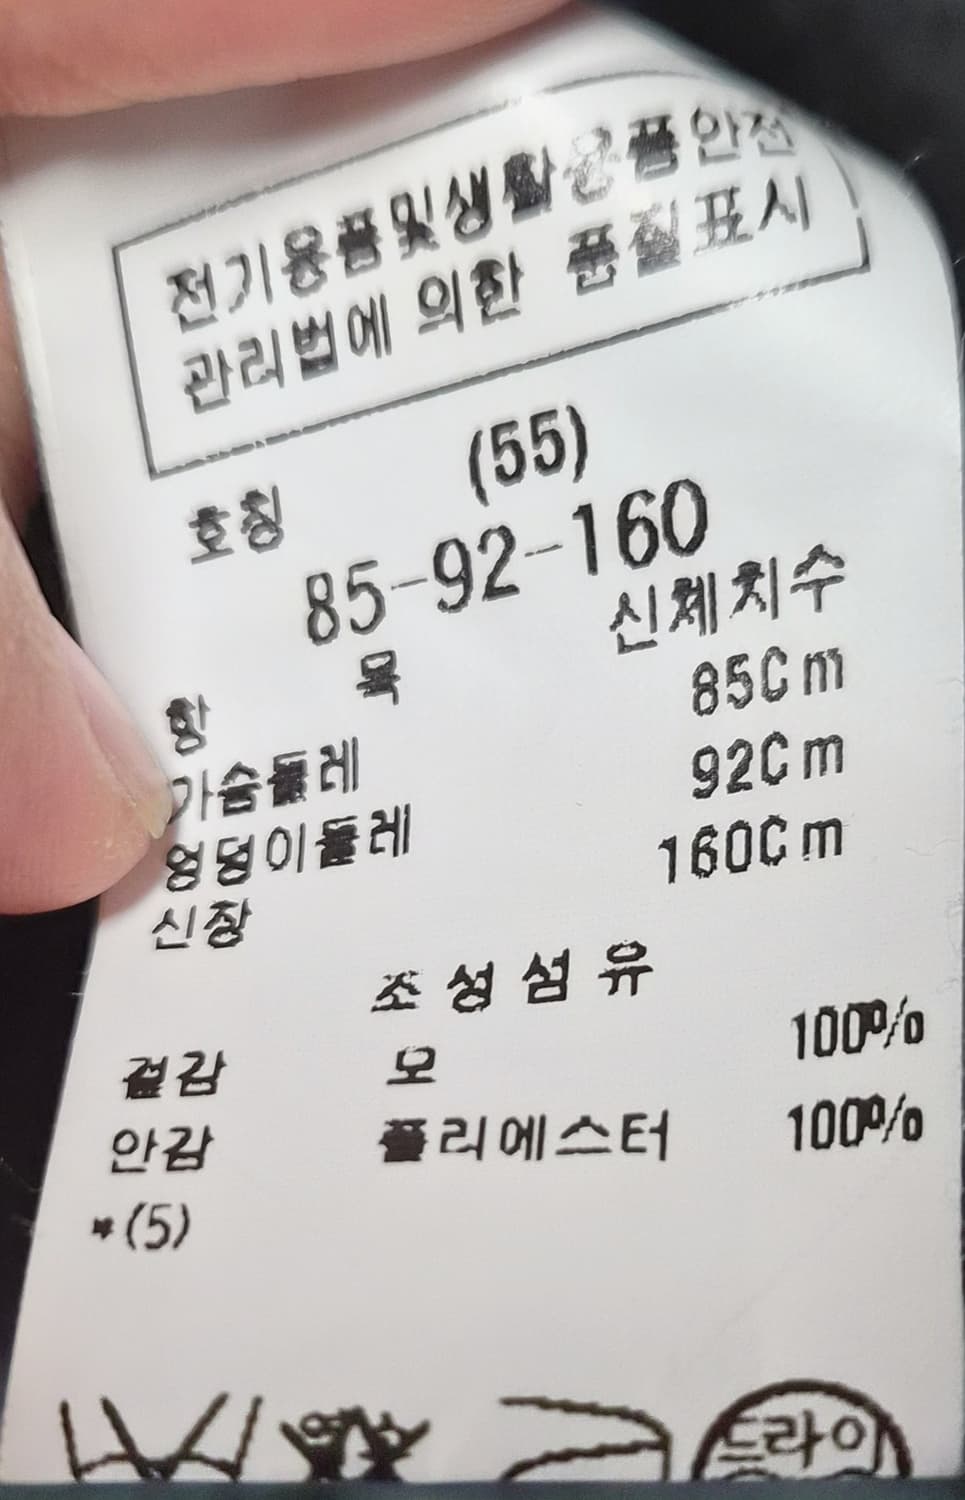 전기용품및생활용품안전
관리법에 의한 품질표시
호칭 (55)
85-92-160
항 목 신체치수
가슴둘레 85Cm
엉덩이둘레 92Cm
신장 160Cm
조성섬유
겉감 모 100%
안감 폴리에스터 100%
*(5)
드라이